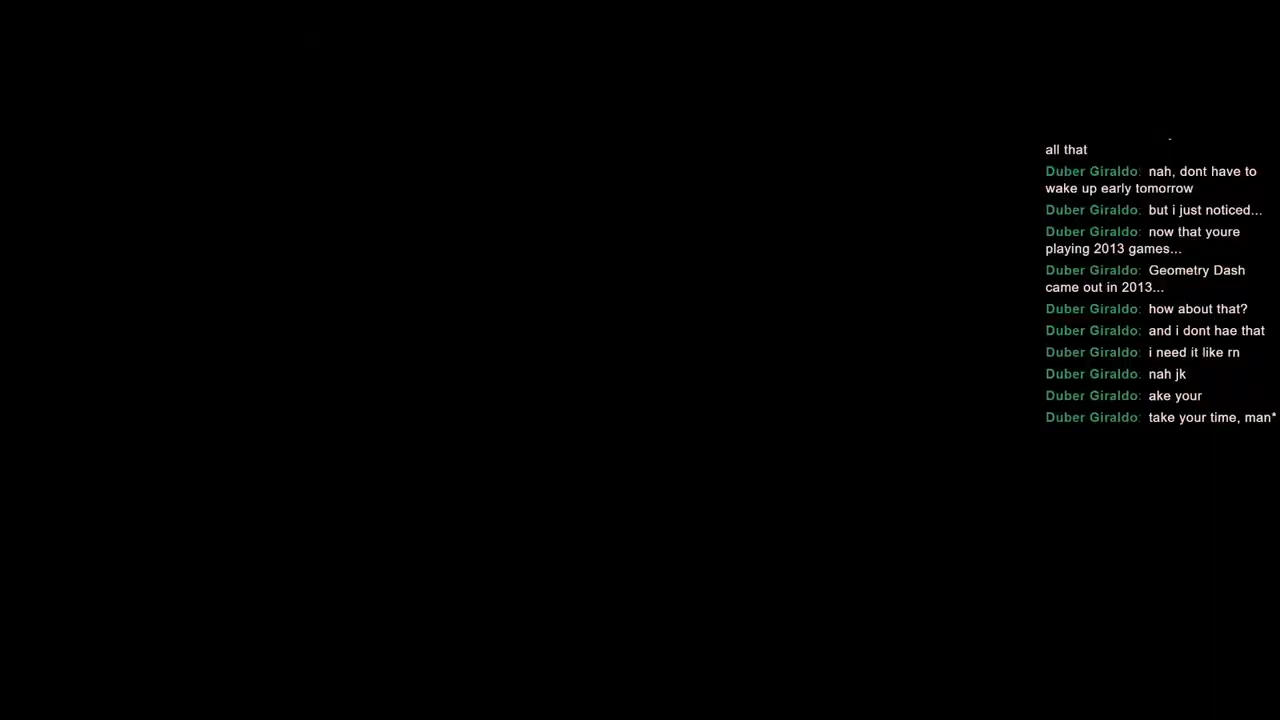 all that
Duber Giraldo: nah, dont have to
wake up early tomorrow
Duber Giraldo: but i just noticed...
Duber Giraldo: now that youre
playing 2013 games...
Duber Giraldo: Geometry Dash
came out in 2013...
Duber Giraldo: how about that?
Duber Giraldo: and i dont hae that
Duber Giraldo: i need it like rn
Duber Giraldo: nah jk
Duber Giraldo: ake your
Duber Giraldo: take your time, man*